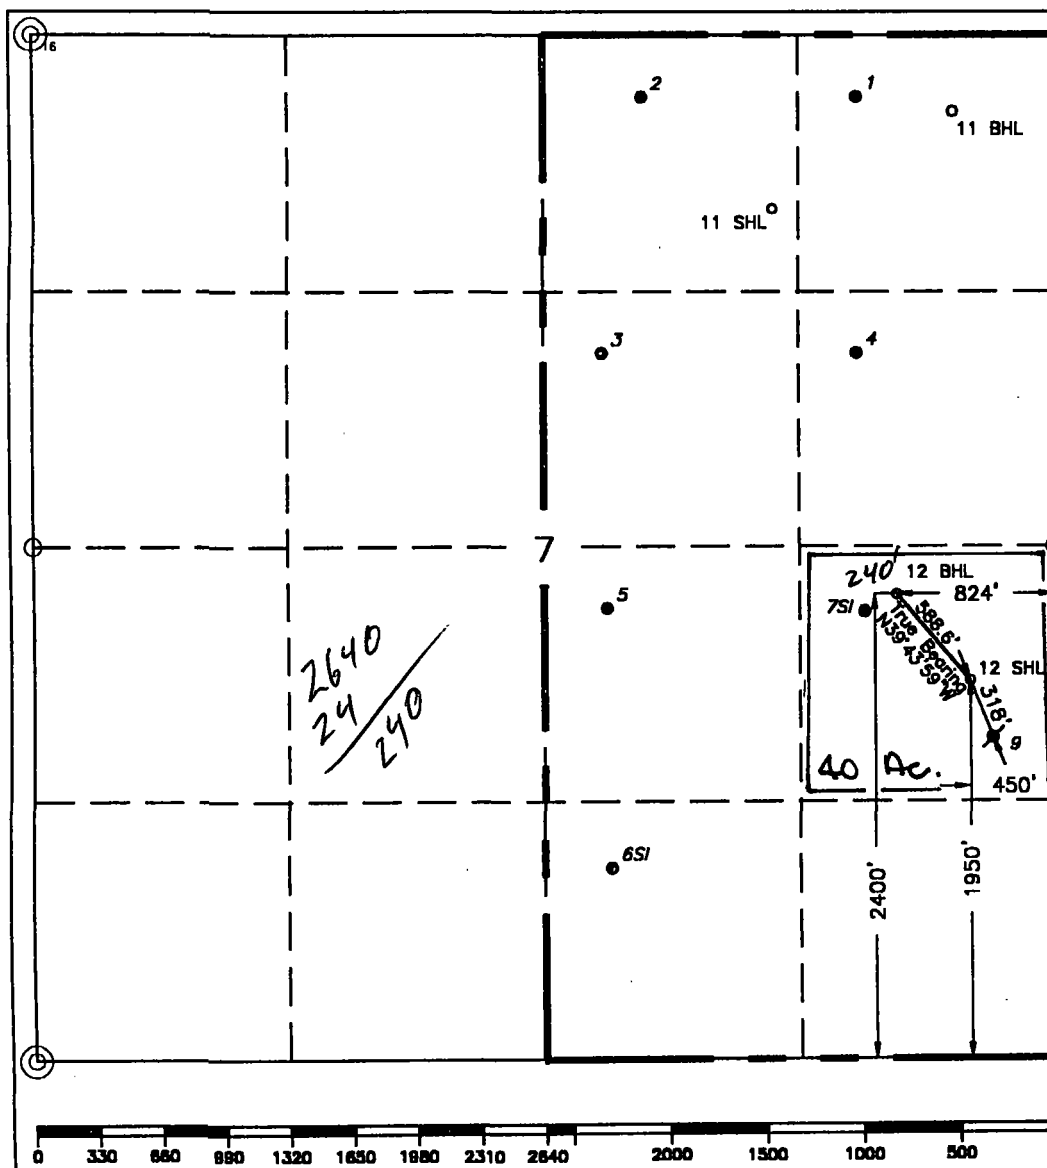 16
2
1
11 BHL
11 SHL
3
4
7
240'
12 BHL
824'
7SI
5
588.6'
True Bearing
N39°43'59"W
12 SHL
318'
9
2640
24
240
40 Ac.
450'
6SI
2400'
1950'
0 330 660 990 1320 1650 1980 2310 2640 2000 1500 1000 500